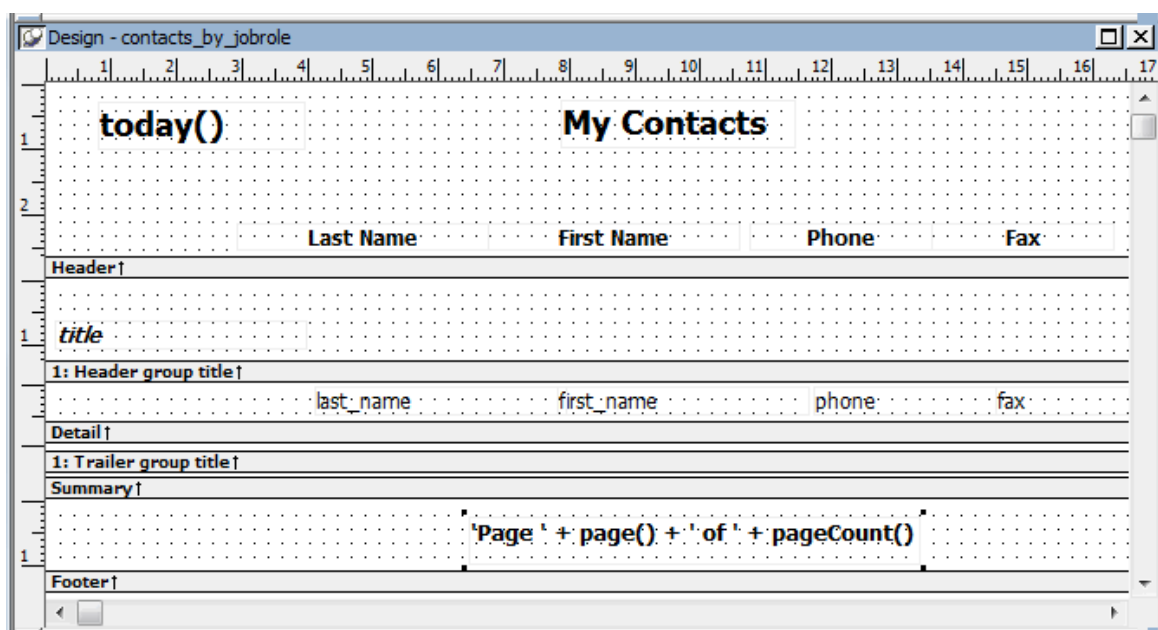 Design - contacts_by_jobrole
1 2 3 4 5 6 7 8 9 10 11 12 13 14 15 16 17
today() My Contacts
1
2
Last Name First Name Phone Fax
Header↑
title
1
1: Header group title↑
last_name first_name phone fax
Detail↑
1: Trailer group title↑
Summary↑
'Page ' + page() + ' of ' + pageCount()
1
Footer↑